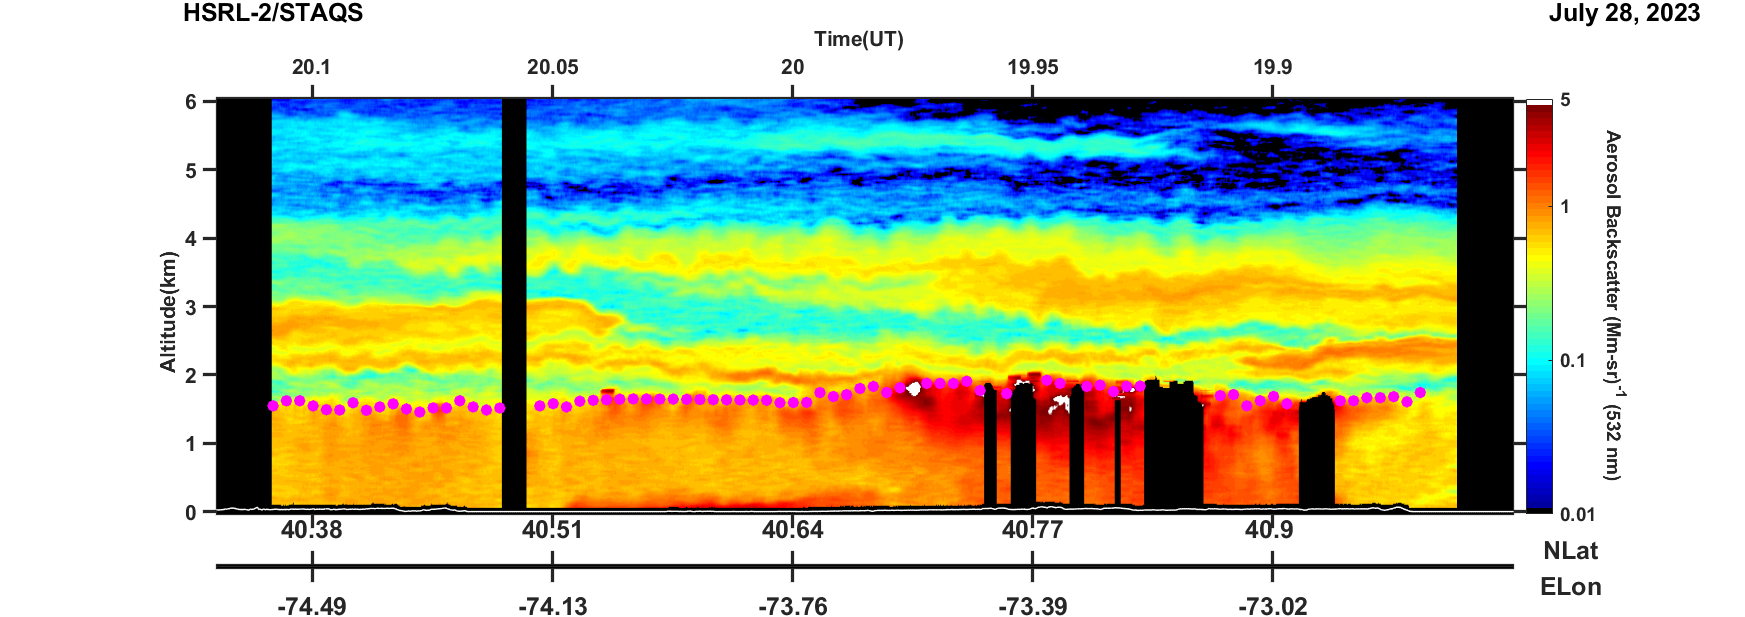 HSRL-2/STAQS
July 28, 2023
Time(UT)
20.1 20.05 20 19.95 19.9
6
5
4
3
2
1
0
Altitude(km)
5
1
0.1
0.01
Aerosol Backscatter (Mm-sr)-1 (532 nm)
40.38 40.51 40.64 40.77 40.9
NLat
ELon
-74.49 -74.13 -73.76 -73.39 -73.02